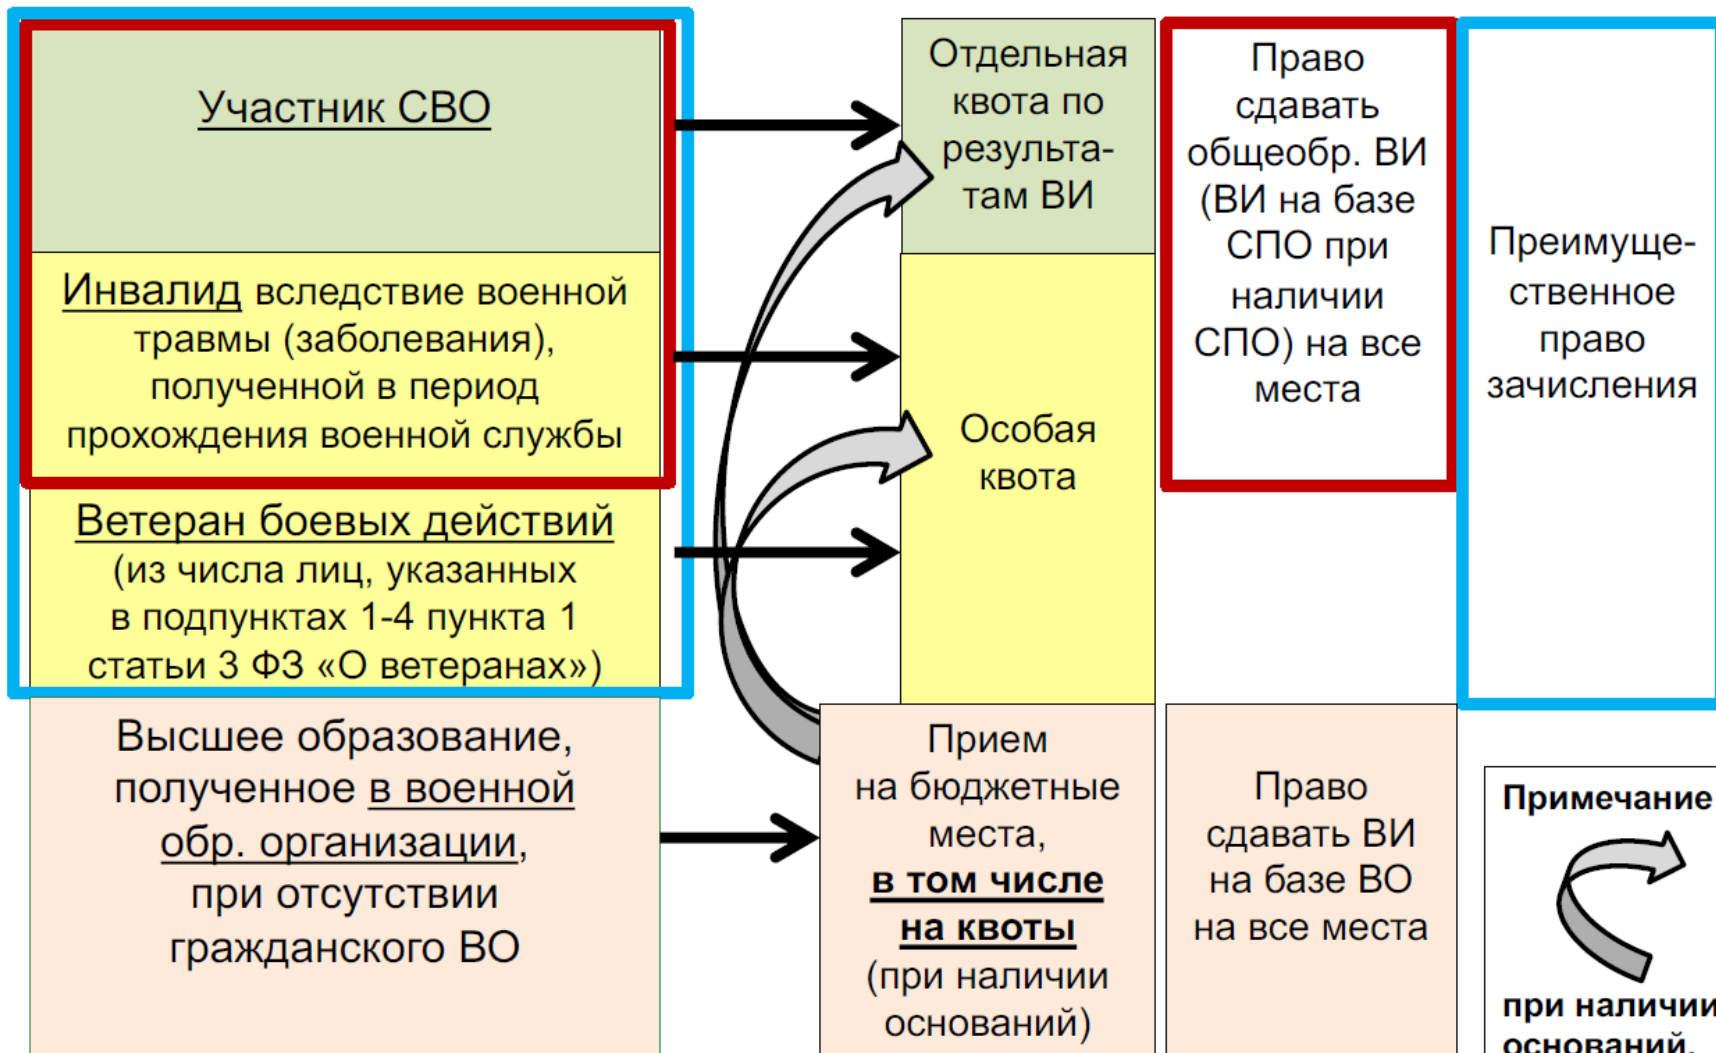 Участник СВО
Инвалид вследствие военной
травмы (заболевания),
полученной в период
прохождения военной службы
Ветеран боевых действий
(из числа лиц, указанных
в подпунктах 1-4 пункта 1
статьи 3 ФЗ «О ветеранах»)
Высшее образование,
полученное в военной
обр. организации,
при отсутствии
гражданского ВО
Отдельная
квота по
результа-
там ВИ
Особая
квота
Прием
на бюджетные
места,
в том числе
на квоты
(при наличии
оснований)
Право
сдавать
общеобр. ВИ
(ВИ на базе
СПО при
наличии
СПО) на все
места
Право
сдавать ВИ
на базе ВО
на все места
Преимуще-
ственное
право
зачисления
Примечание
при наличии
оснований.